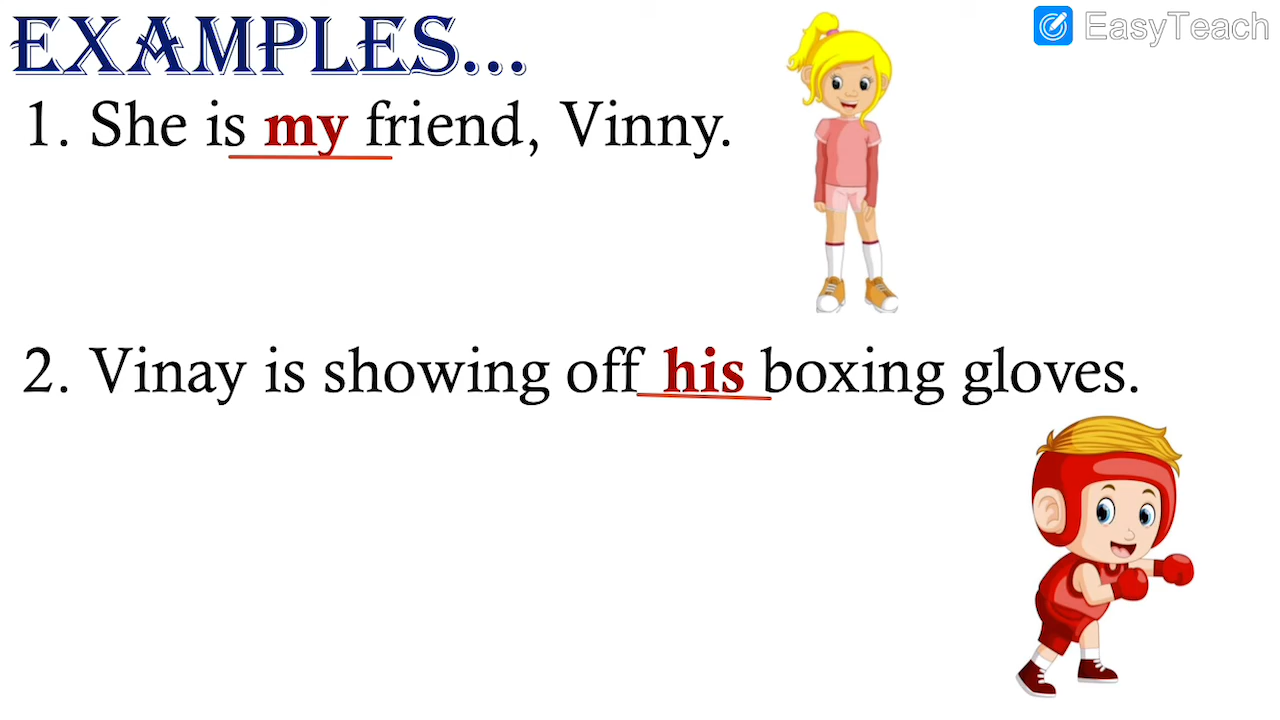 EXAMPLES...
EasyTeach
1. She is my friend, Vinny.
2. Vinay is showing off his boxing gloves.